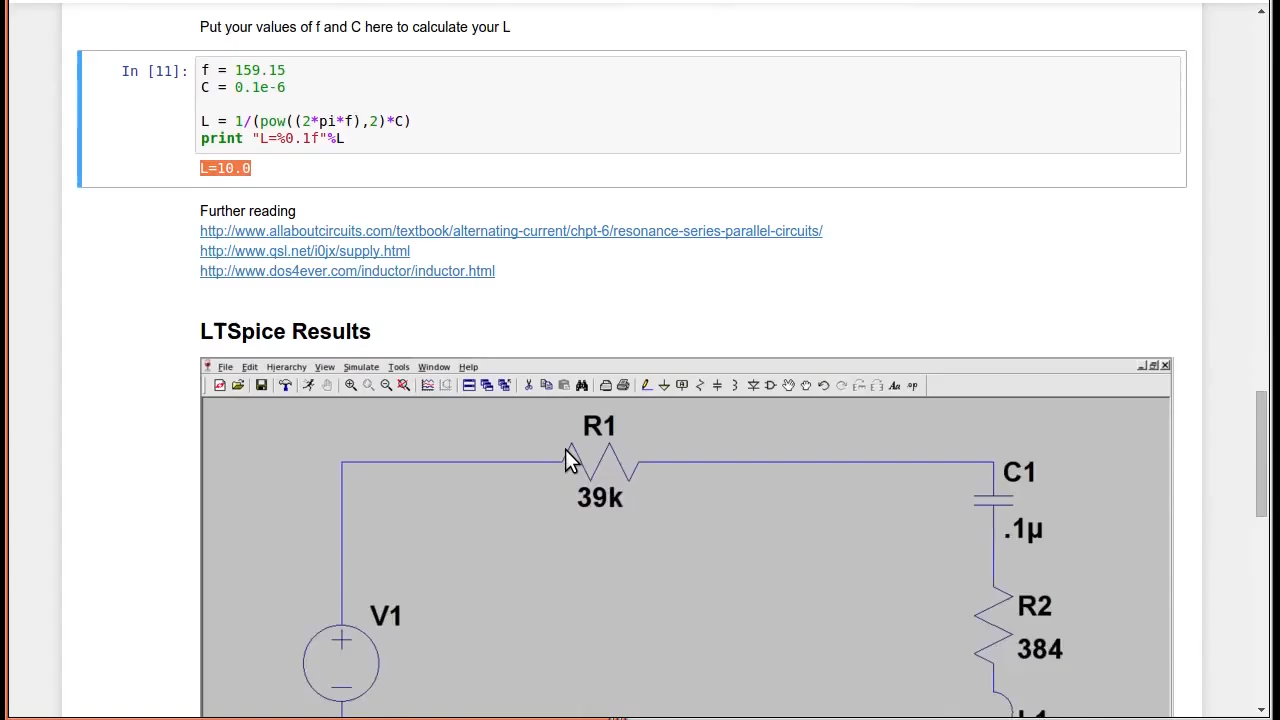 Put your values of f and C here to calculate your L
In [11]:
f = 159.15
C = 0.1e-6
L = 1/(pow((2*pi*f),2)*C)
print "L=%0.1f"%L
L=10.0
Further reading
http://www.allaboutcircuits.com/textbook/alternating-current/chpt-6/resonance-series-parallel-circuits/
http://www.qsl.net/i0jx/supply.html
http://www.dos4ever.com/inductor/inductor.html
LTSpice Results
File Edit Hierarchy View Simulate Tools Window Help
Aa .op
R1
39k
C1
.1µ
V1
R2
384
L1